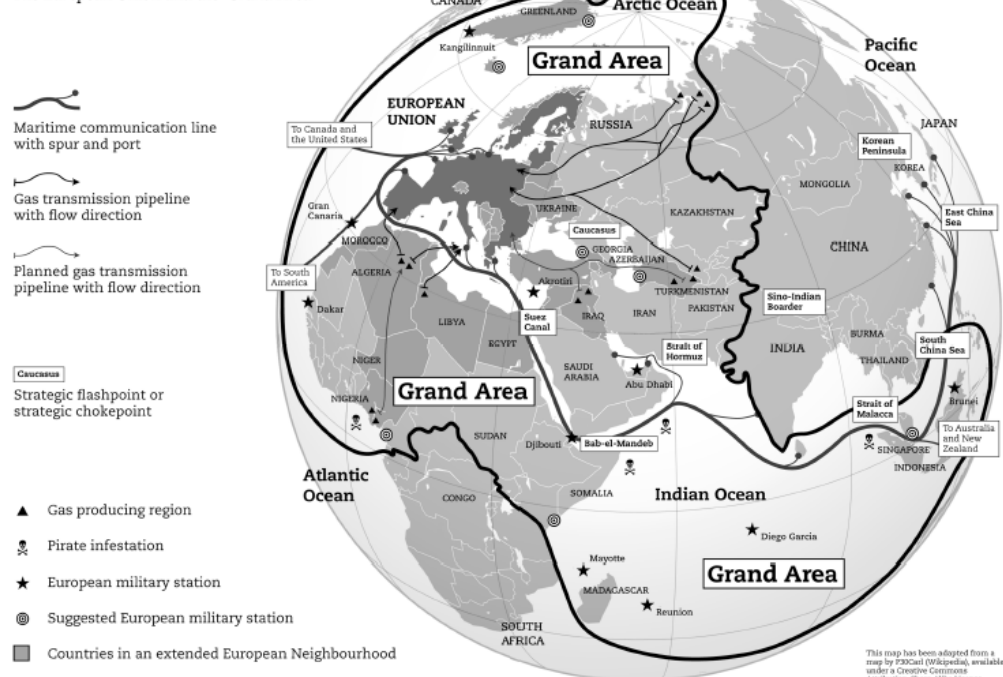 CANADA
GREENLAND
Arctic Ocean
Kangilinnuit
Grand Area
Pacific
Ocean
EUROPEAN
UNION
To Canada and
the United States
RUSSIA
JAPAN
Korean
Peninsula
KOREA
MONGOLIA
Maritime communication line
with spur and port
Gas transmission pipeline
with flow direction
Planned gas transmission
pipeline with flow direction
Caucasus
Strategic flashpoint or
strategic chokepoint
Gran
Canaria
UKRAINE
KAZAKHSTAN
East China
Sea
Caucasus
MOROCCO
GEORGIA
AZERBAIJAN
CHINA
ALGERIA
To South
America
Akrotiri
TURKMENISTAN
Dakar
IRAQ
IRAN
PAKISTAN
Sino-Indian
Boarder
LIBYA
Suez
Canal
EGYPT
BURMA
INDIA
THAILAND
South
China Sea
Strait of
Hormuz
NIGER
SAUDI
ARABIA
Abu Dhabi
Grand Area
NIGERIA
Strait of
Malacca
Brunei
SUDAN
Djibouti
Bab-el-Mandeb
To Australia
and New
Zealand
SINGAPORE
INDONESIA
Atlantic
Ocean
CONGO
SOMALIA
Indian Ocean
Diego Garcia
Mayotte
Grand Area
MADAGASCAR
Reunion
SOUTH
AFRICA
Gas producing region
Pirate infestation
European military station
Suggested European military station
Countries in an extended European Neighbourhood
This map has been adapted from a
map by P30Carl (Wikipedia), available
under a Creative Commons